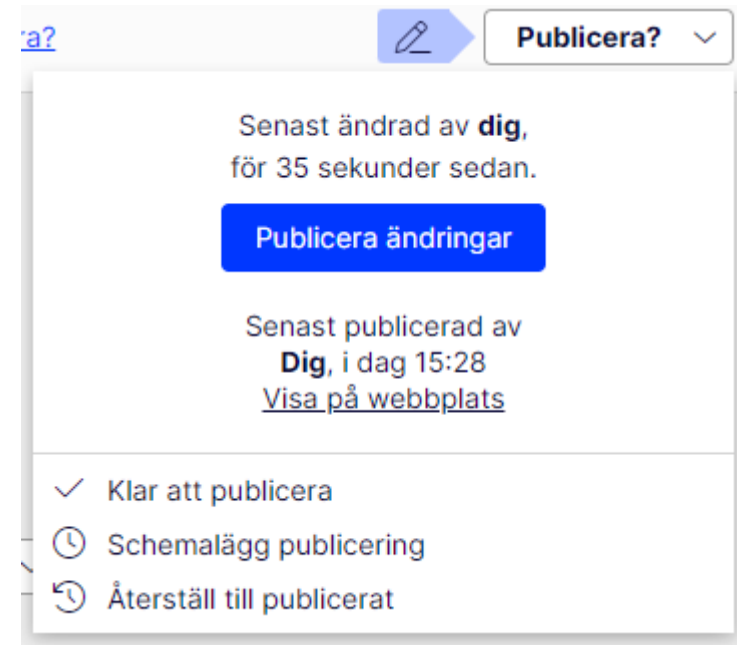 ra?
Publicera?
Senast ändrad av dig,
för 35 sekunder sedan.
Publicera ändringar
Senast publicerad av
Dig, i dag 15:28
Visa på webbplats
Klar att publicera
Schemalägg publicering
Återställ till publicerat